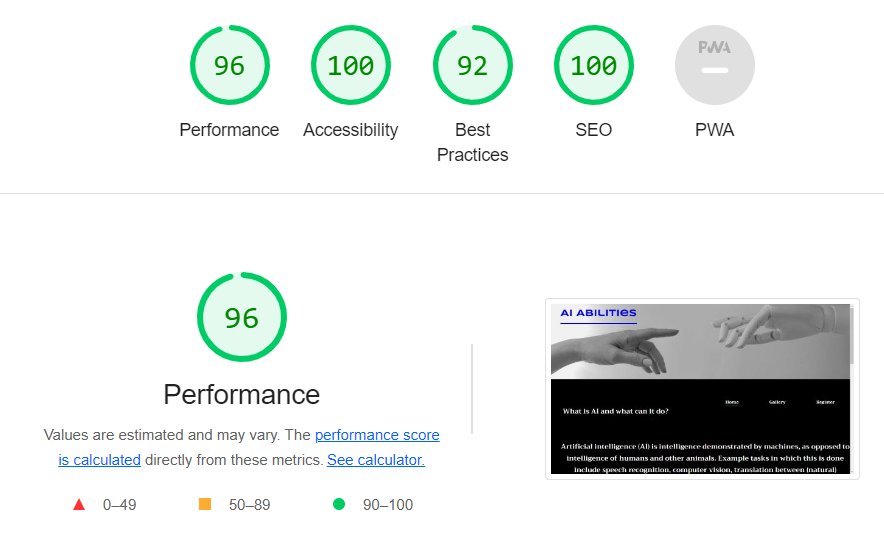 96
100
92
100
PWA
Performance
Accessibility
Best
Practices
SEO
PWA
96
Performance
Values are estimated and may vary. The performance score
is calculated directly from these metrics. See calculator.
0–49
50–89
90–100
AI ABILITIES
Home
Gallery
Register
What is AI and what can it do?
Artificial intelligence (AI) is intelligence demonstrated by machines, as opposed to
intelligence of humans and other animals. Example tasks in which this is done
include speech recognition, computer vision, translation between (natural)